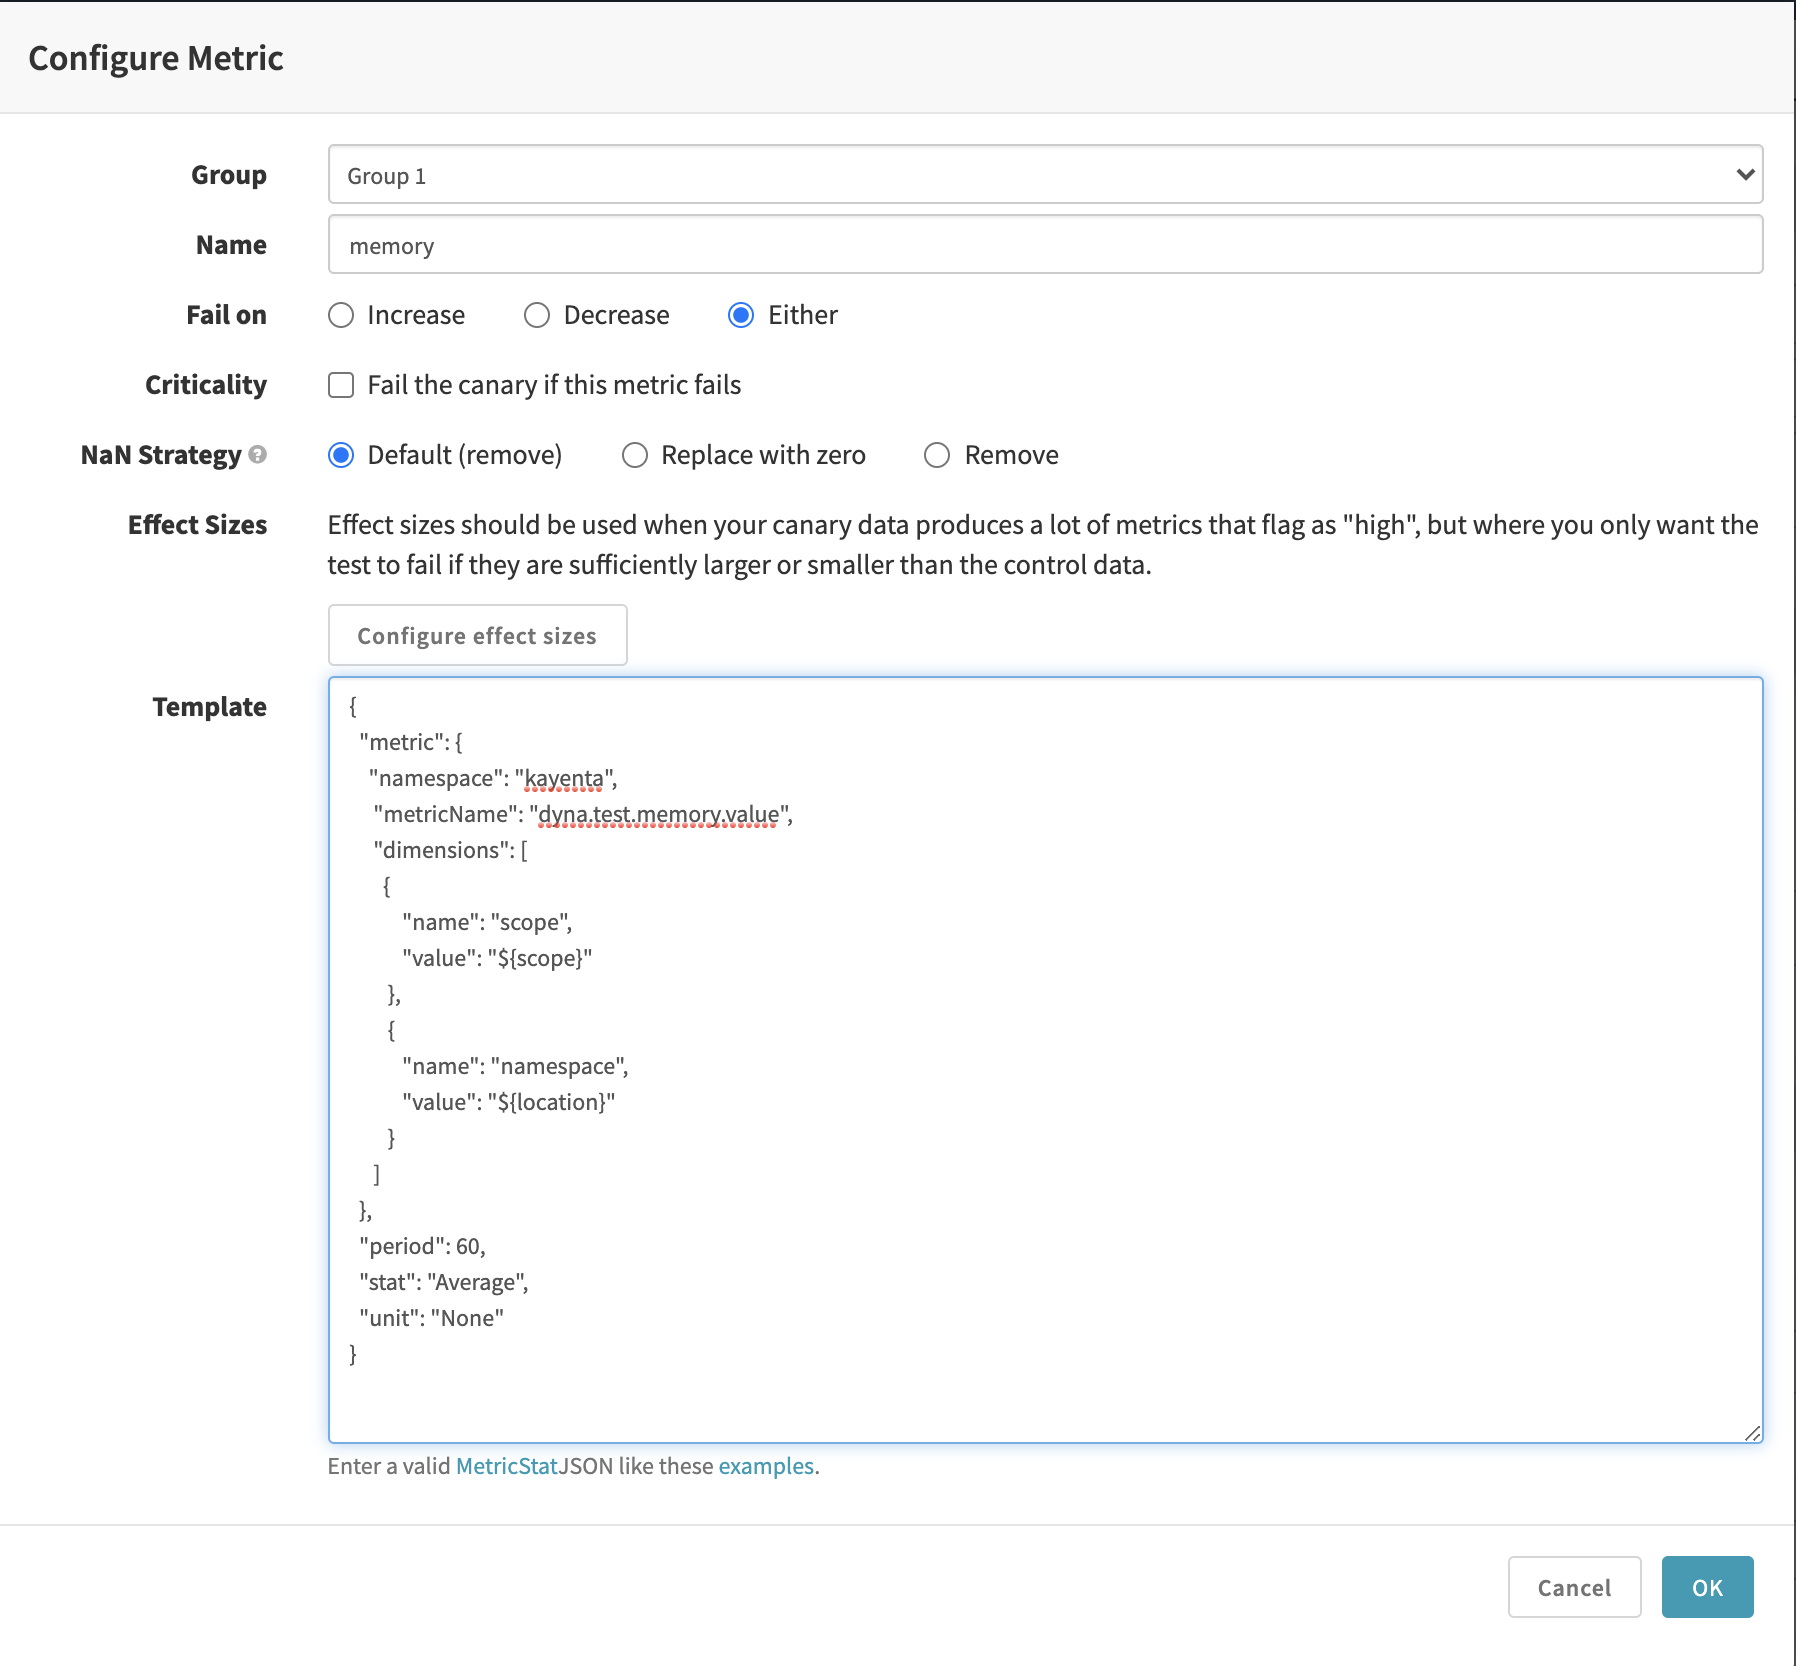 Configure Metric
Group
Group 1
Name
memory
Fail on
Increase
Decrease
Either
Criticality
Fail the canary if this metric fails
NaN Strategy
Default (remove)
Replace with zero
Remove
Effect Sizes
Effect sizes should be used when your canary data produces a lot of metrics that flag as "high", but where you only want the
test to fail if they are sufficiently larger or smaller than the control data.
Configure effect sizes
Template
{
"metric": {
"namespace": "kayenta",
"metricName": "dyna.test.memory.value",
"dimensions": [
{
"name": "scope",
"value": "${scope}"
},
{
"name": "namespace",
"value": "${location}"
}
]
},
"period": 60,
"stat": "Average",
"unit": "None"
}
Enter a valid MetricStatJSON like these examples.
Cancel
OK